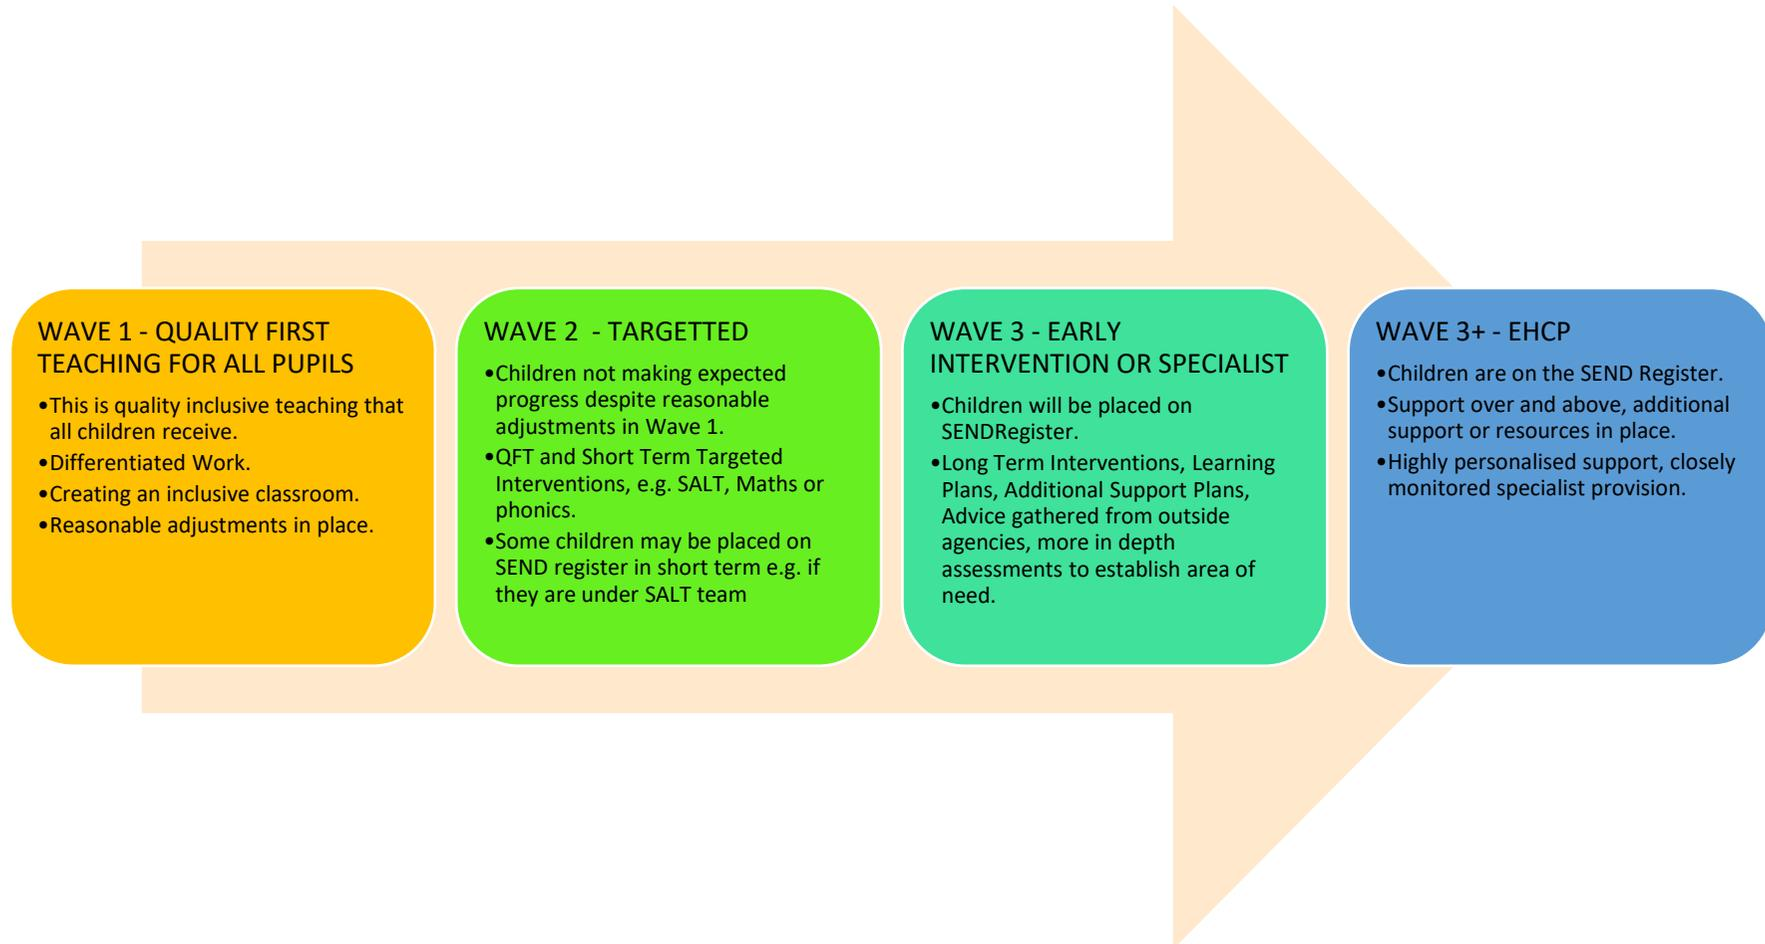 WAVE 1 - QUALITY FIRST
TEACHING FOR ALL PUPILS
•This is quality inclusive teaching that
all children receive.
•Differentiated Work.
•Creating an inclusive classroom.
•Reasonable adjustments in place.
WAVE 2  - TARGETTED
•Children not making expected
progress despite reasonable
adjustments in Wave 1.
•QFT and Short Term Targeted
Interventions, e.g. SALT, Maths or
phonics.
•Some children may be placed on
SEND register in short term e.g. if
they are under SALT team
WAVE 3 - EARLY
INTERVENTION OR SPECIALIST
•Children will be placed on
SENDRegister.
•Long Term Interventions, Learning
Plans, Additional Support Plans,
Advice gathered from outside
agencies, more in depth
assessments to establish area of
need.
WAVE 3+ - EHCP
•Children are on the SEND Register.
•Support over and above, additional
support or resources in place.
•Highly personalised support, closely
monitored specialist provision.